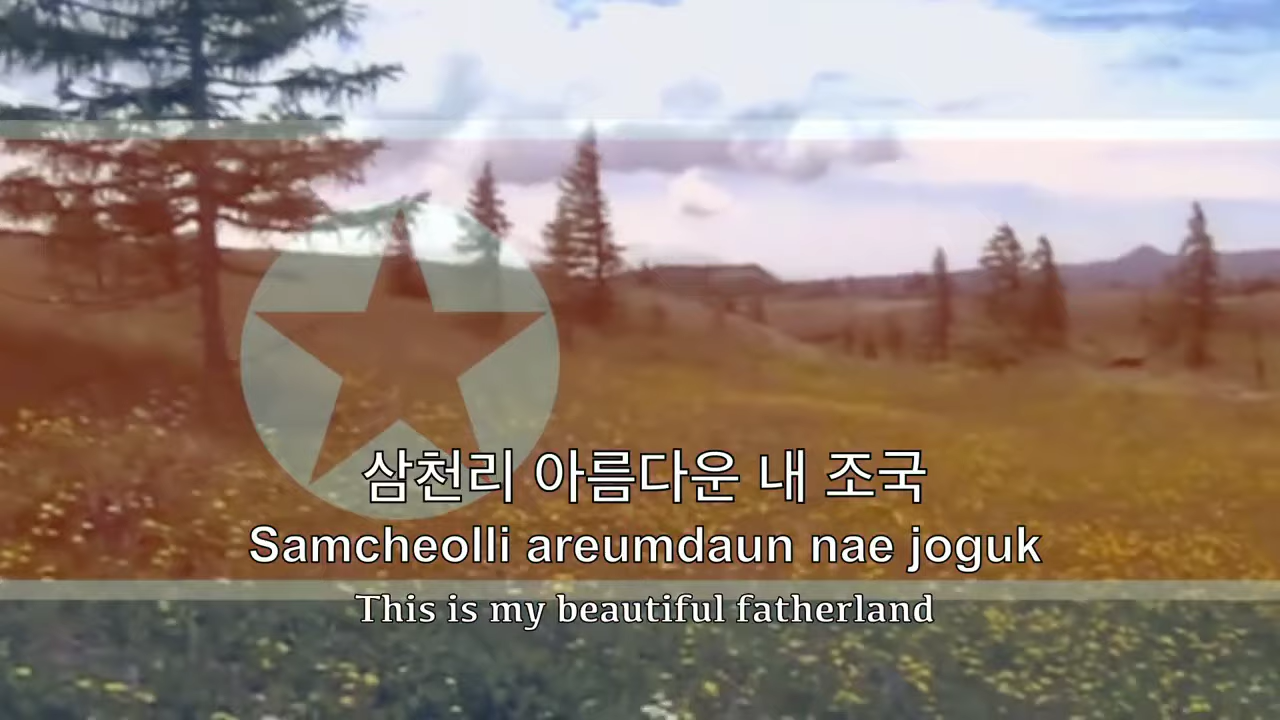 삼천리 아름다운 내 조국
Samcheolli areumdaun nae joguk
This is my beautiful fatherland